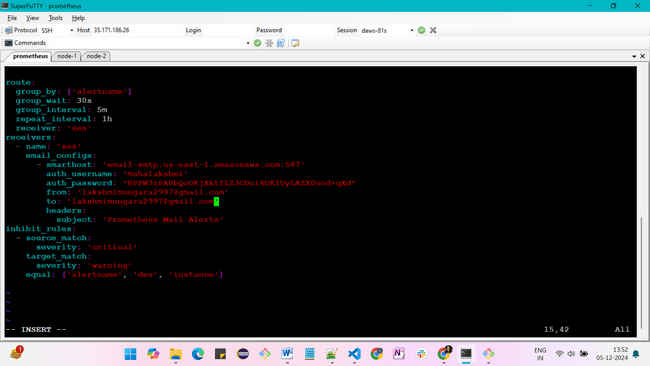 SuperPuTTY - prometheus
File View Tools Help
Protocol SSH Host 35.171.186.26 Login Password Session daws-81s
Commands
prometheus node-1 node-2
route:
group_by: ['alertname']
group_wait: 30s
group_interval: 5m
repeat_interval: 1h
receiver: 'ses'
receivers:
- name: 'ses'
email_configs:
- smarthost: 'email-smtp.us-east-1.amazonaws.com:587'
auth_username: 'mahalakshmi'
auth_password:
from: 'lakshmimungara2997@gmail.com'
to: 'lakshmimungara2997@gmail.com'
headers:
subject: 'Prometheus Mail Alerts'
inhibit_rules:
- source_match:
severity: 'critical'
target_match:
severity: 'warning'
equal: ['alertname', 'dev', 'instance']
~
~
~
~
-- INSERT -- 15,42 All
ENG
IN
13:52
05-12-2024